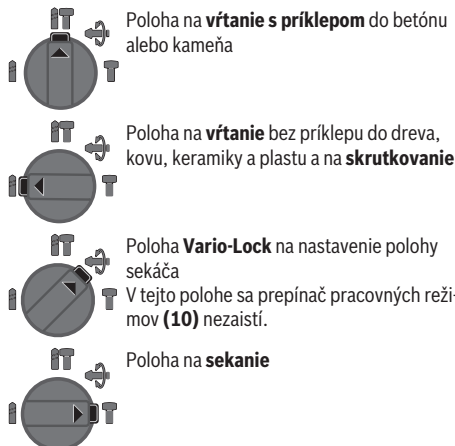 Poloha na vŕtanie s príklepom do betónu
alebo kameňa
Poloha na vŕtanie bez príklepu do dreva,
kovu, keramiky a plastu a na skrutkovanie
Poloha Vario-Lock na nastavenie polohy
sekáča
V tejto polohe sa prepínač pracovných reži-
mov (10) nezaistí.
Poloha na sekanie